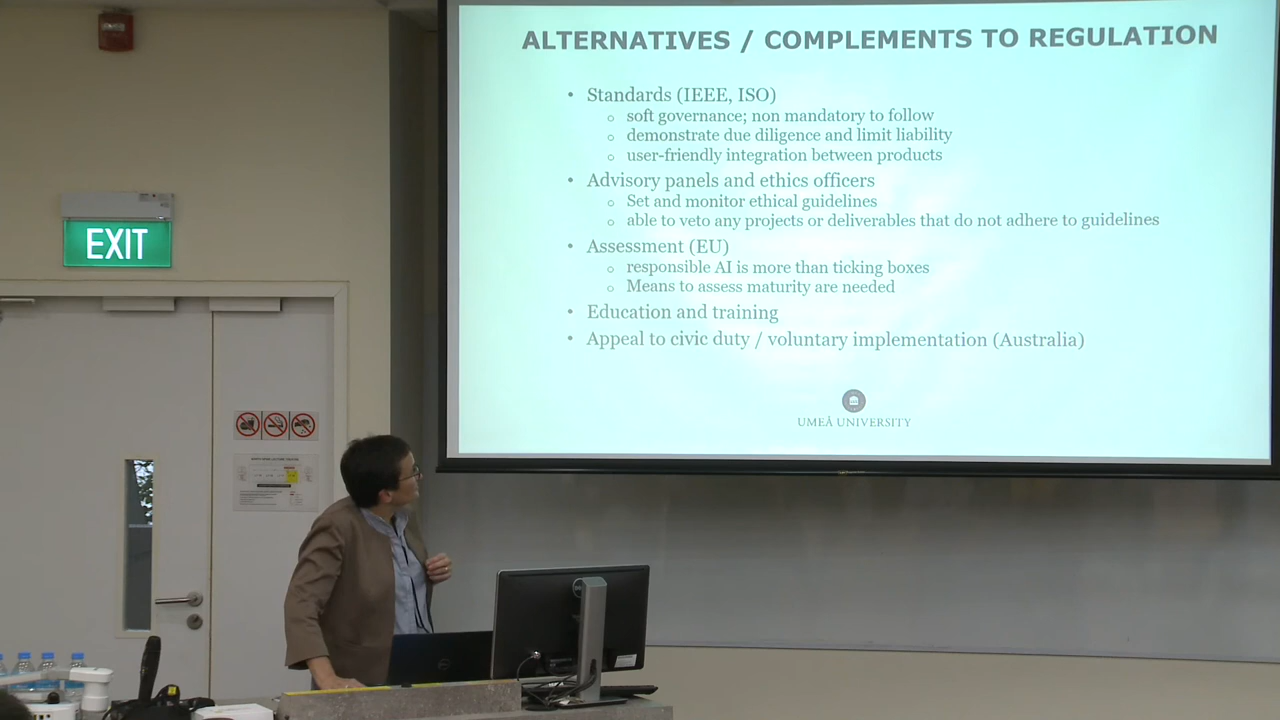 ALTERNATIVES / COMPLEMENTS TO REGULATION
• Standards (IEEE, ISO)
○ soft governance; non mandatory to follow
○ demonstrate due diligence and limit liability
○ user-friendly integration between products
• Advisory panels and ethics officers
○ Set and monitor ethical guidelines
○ able to veto any projects or deliverables that do not adhere to guidelines
• Assessment (EU)
○ responsible AI is more than ticking boxes
○ Means to assess maturity are needed
• Education and training
• Appeal to civic duty / voluntary implementation (Australia)
UMEÅ UNIVERSITY
EXIT